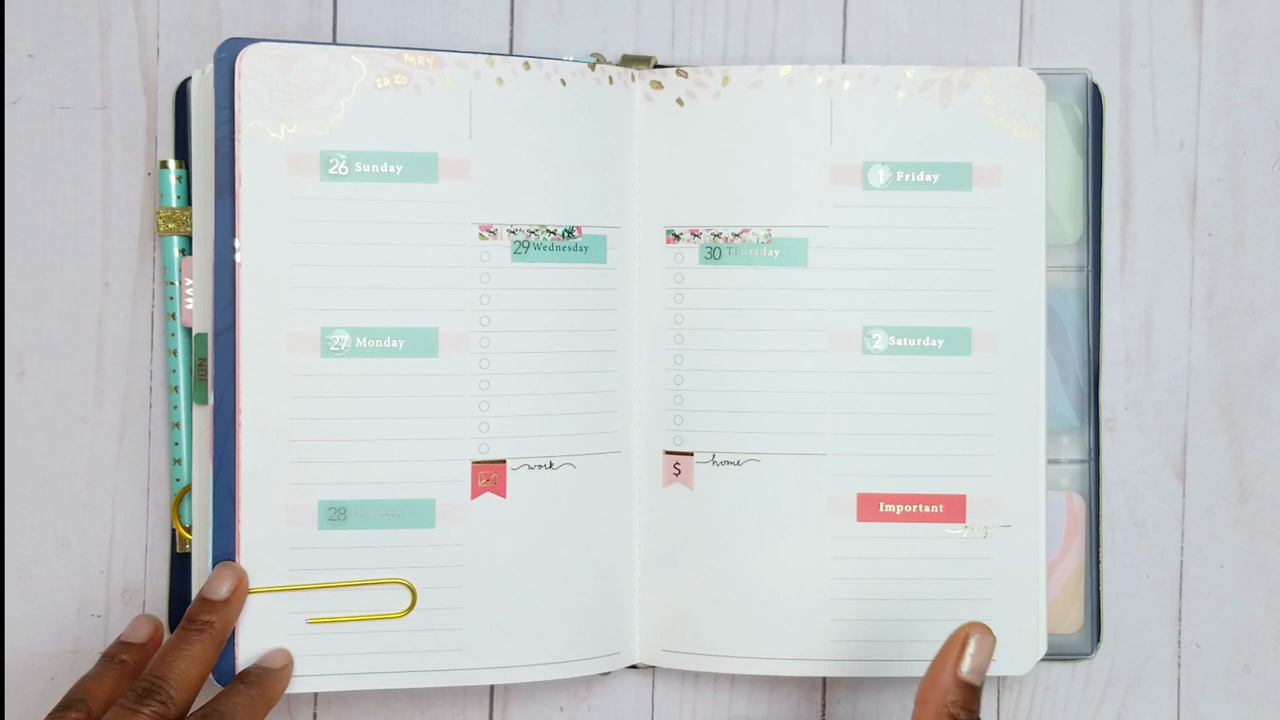 MAY
2020
26 Sunday
27 Monday
28
29 Wednesday
work
30 Thursday
$
home
1 Friday
2 Saturday
Important
MAY
JUN